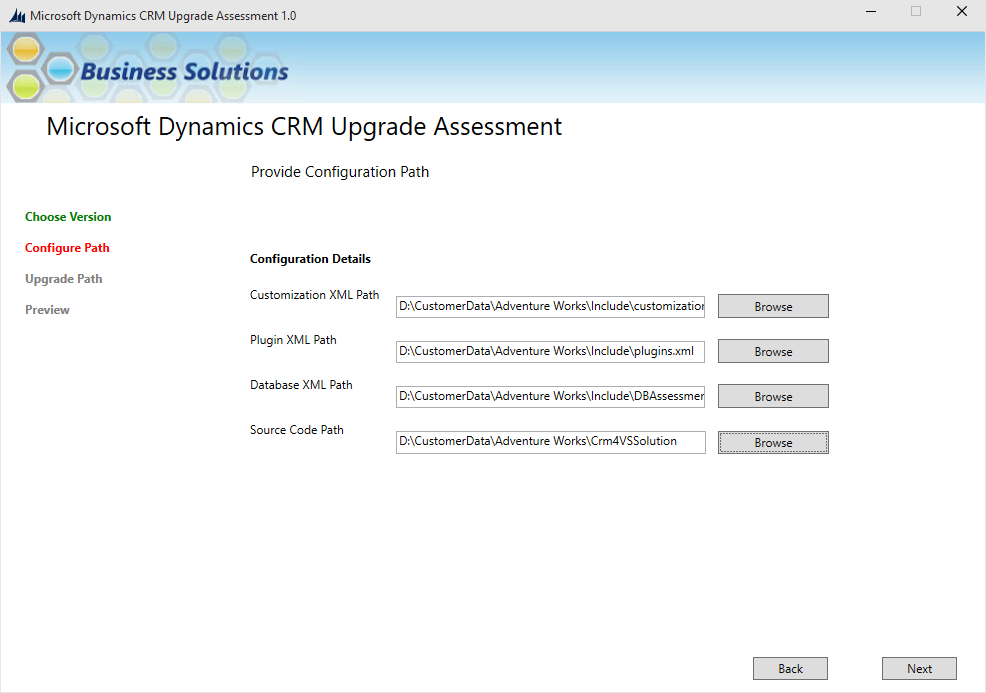 Microsoft Dynamics CRM Upgrade Assessment 1.0
Business Solutions
Microsoft Dynamics CRM Upgrade Assessment
Provide Configuration Path
Choose Version
Configure Path
Upgrade Path
Preview
Configuration Details
Customization XML Path D:\CustomerData\Adventure Works\Include\customization Browse
Plugin XML Path D:\CustomerData\Adventure Works\Include\plugins.xml Browse
Database XML Path D:\CustomerData\Adventure Works\Include\DBAssessmen Browse
Source Code Path D:\CustomerData\Adventure Works\Crm4VSSolution Browse
Back Next